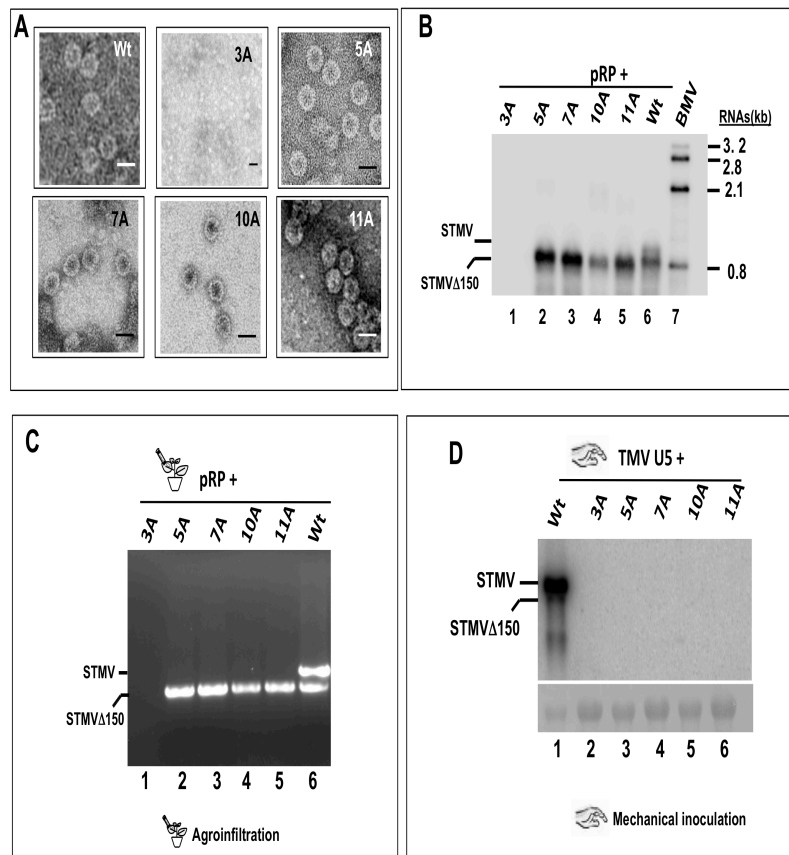 A
Wt
3A
5A
7A
10A
11A
B
pRP +
3A 5A 7A 10A 11A Wt BMV
RNAs(kb)
3. 2
2.8
2.1
STMV
STMVΔ150
0.8
1 2 3 4 5 6 7
C
pRP +
3A 5A 7A 10A 11A Wt
STMV
STMVΔ150
1 2 3 4 5 6
Agroinfiltration
D
TMV U5 +
Wt 3A 5A 7A 10A 11A
STMV
STMVΔ150
1 2 3 4 5 6
Mechanical inoculation